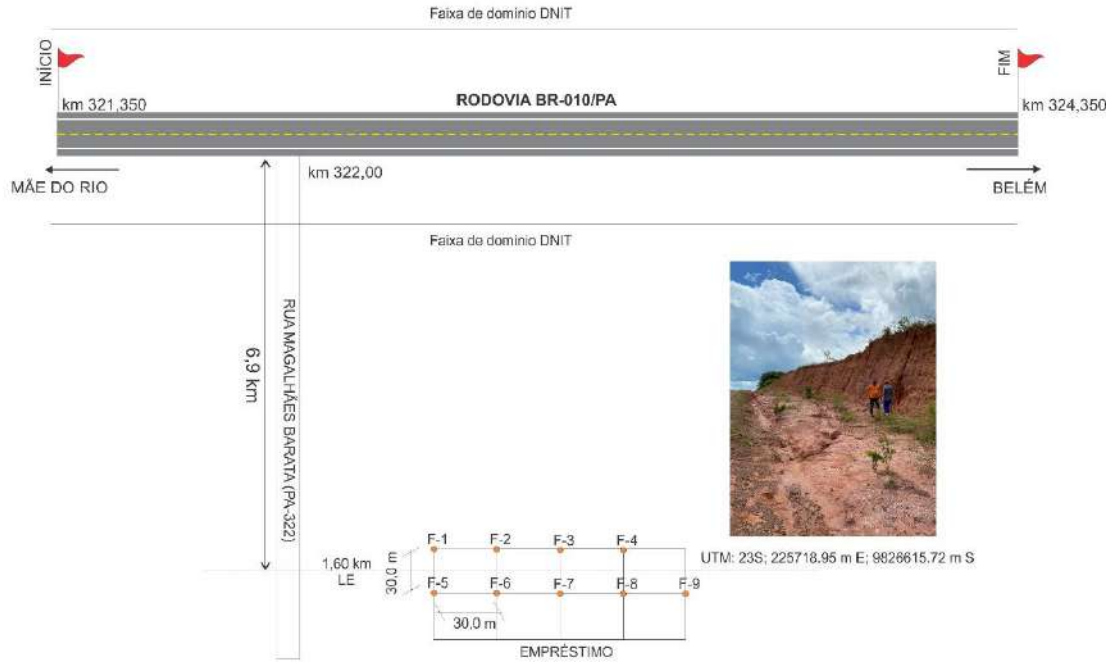 Faixa de domínio DNIT
INÍCIO
FIM
km 321,350
RODOVIA BR-010/PA
km 324,350
km 322,00
MÃE DO RIO
BELÉM
Faixa de domínio DNIT
6,9 km
RUA MAGALHÃES BARATA (PA-322)
F-1 F-2 F-3 F-4
UTM: 23S; 225718.95 m E; 9826615.72 m S
1,60 km
LE
30,0 m
F-5 F-6 F-7 F-8 F-9
30,0 m
EMPRÉSTIMO